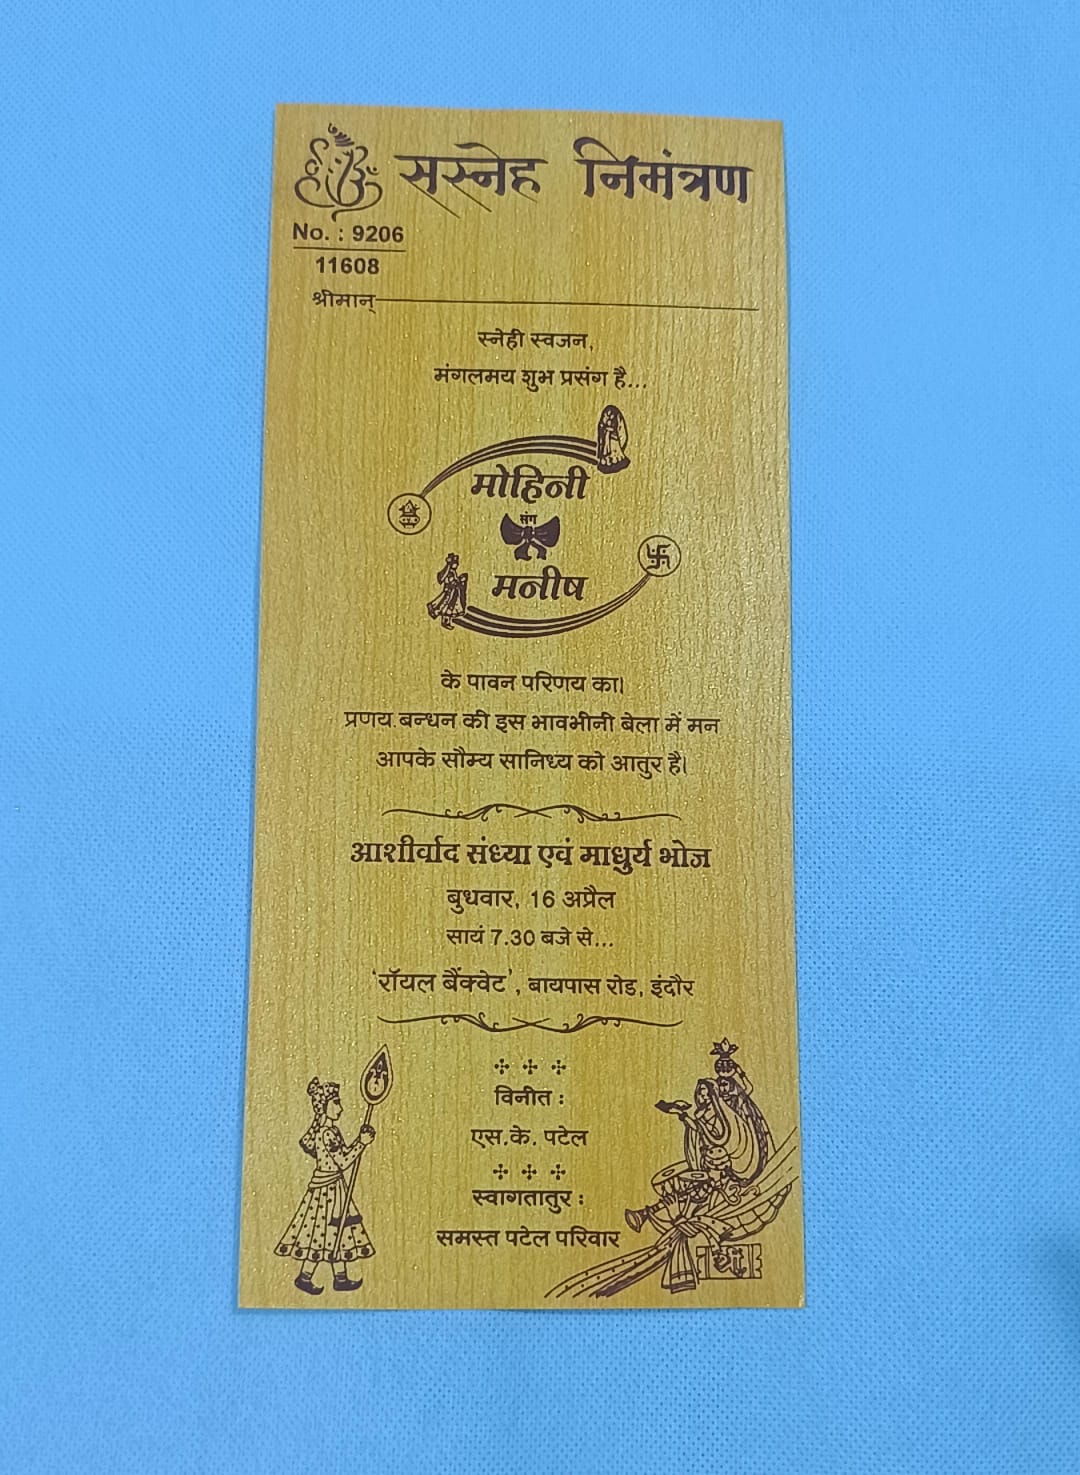 सस्नेह निमंत्रण
No. : 9206
11608
श्रीमान्
स्नेही स्वजन,
मंगलमय शुभ प्रसंग है...
मोहिनी
संग
मनीष
के पावन परिणय का।
प्रणय बन्धन की इस भावभीनी बेला में मन
आपके सौम्य सानिध्य को आतुर है।
आशीर्वाद संध्या एवं माधुर्य भोज
बुधवार, 16 अप्रैल
सायं 7.30 बजे से...
'रॉयल बैंक्वेट', बायपास रोड, इंदौर
विनीत :
एस.के. पटेल
स्वागतातुर :
समस्त पटेल परिवार
श्री